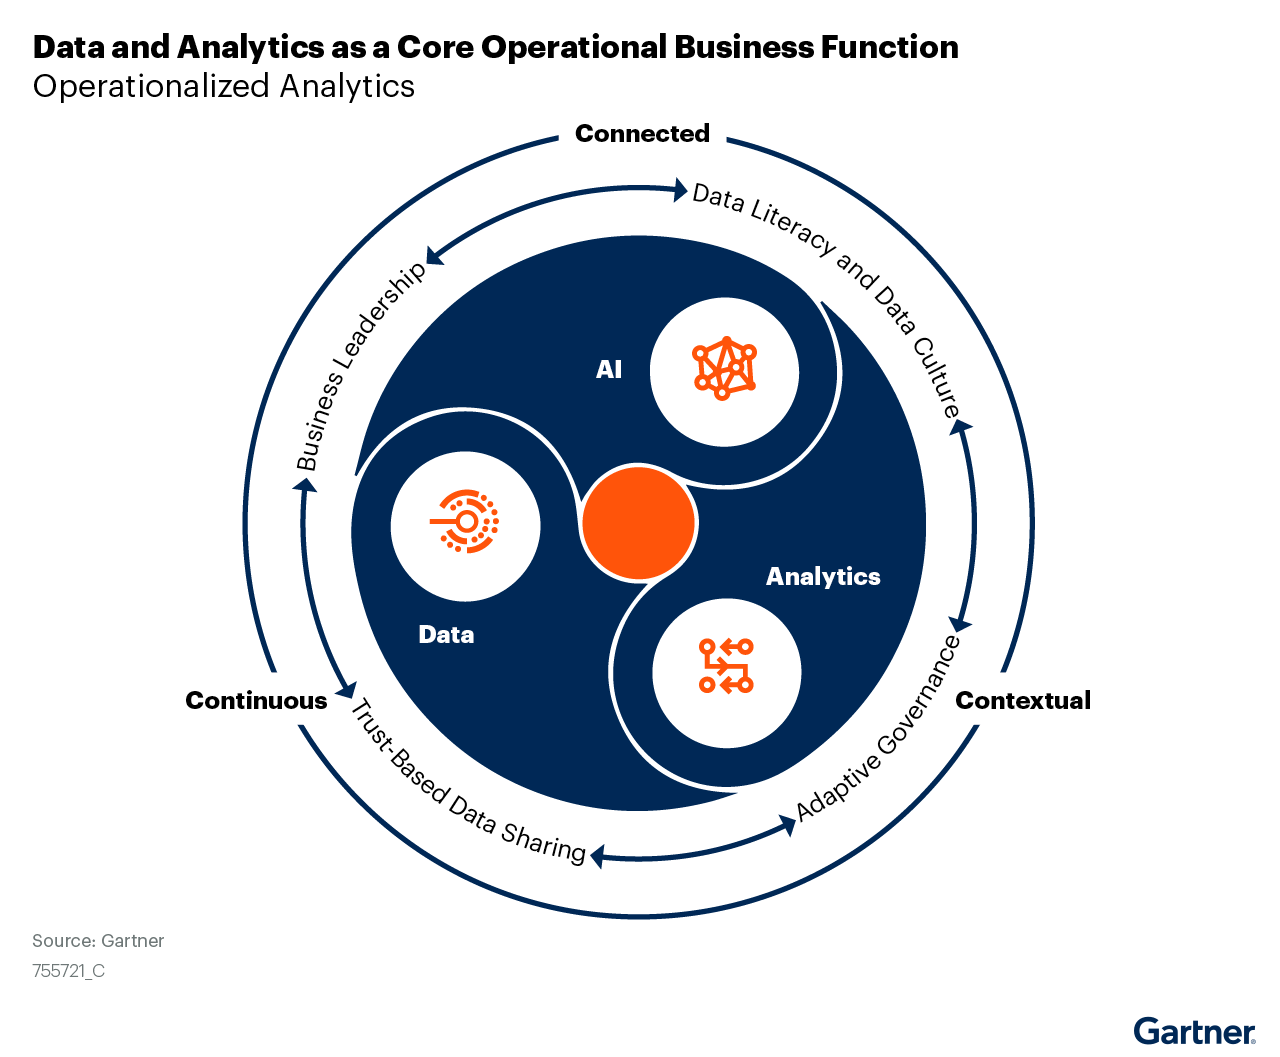 Data and Analytics as a Core Operational Business Function
Operationalized Analytics
Connected
Data Literacy and Data Culture
Business Leadership
AI
Analytics
Data
Continuous
Contextual
Trust-Based Data Sharing
Adaptive Governance
Source: Gartner
755721_C
Gartner®